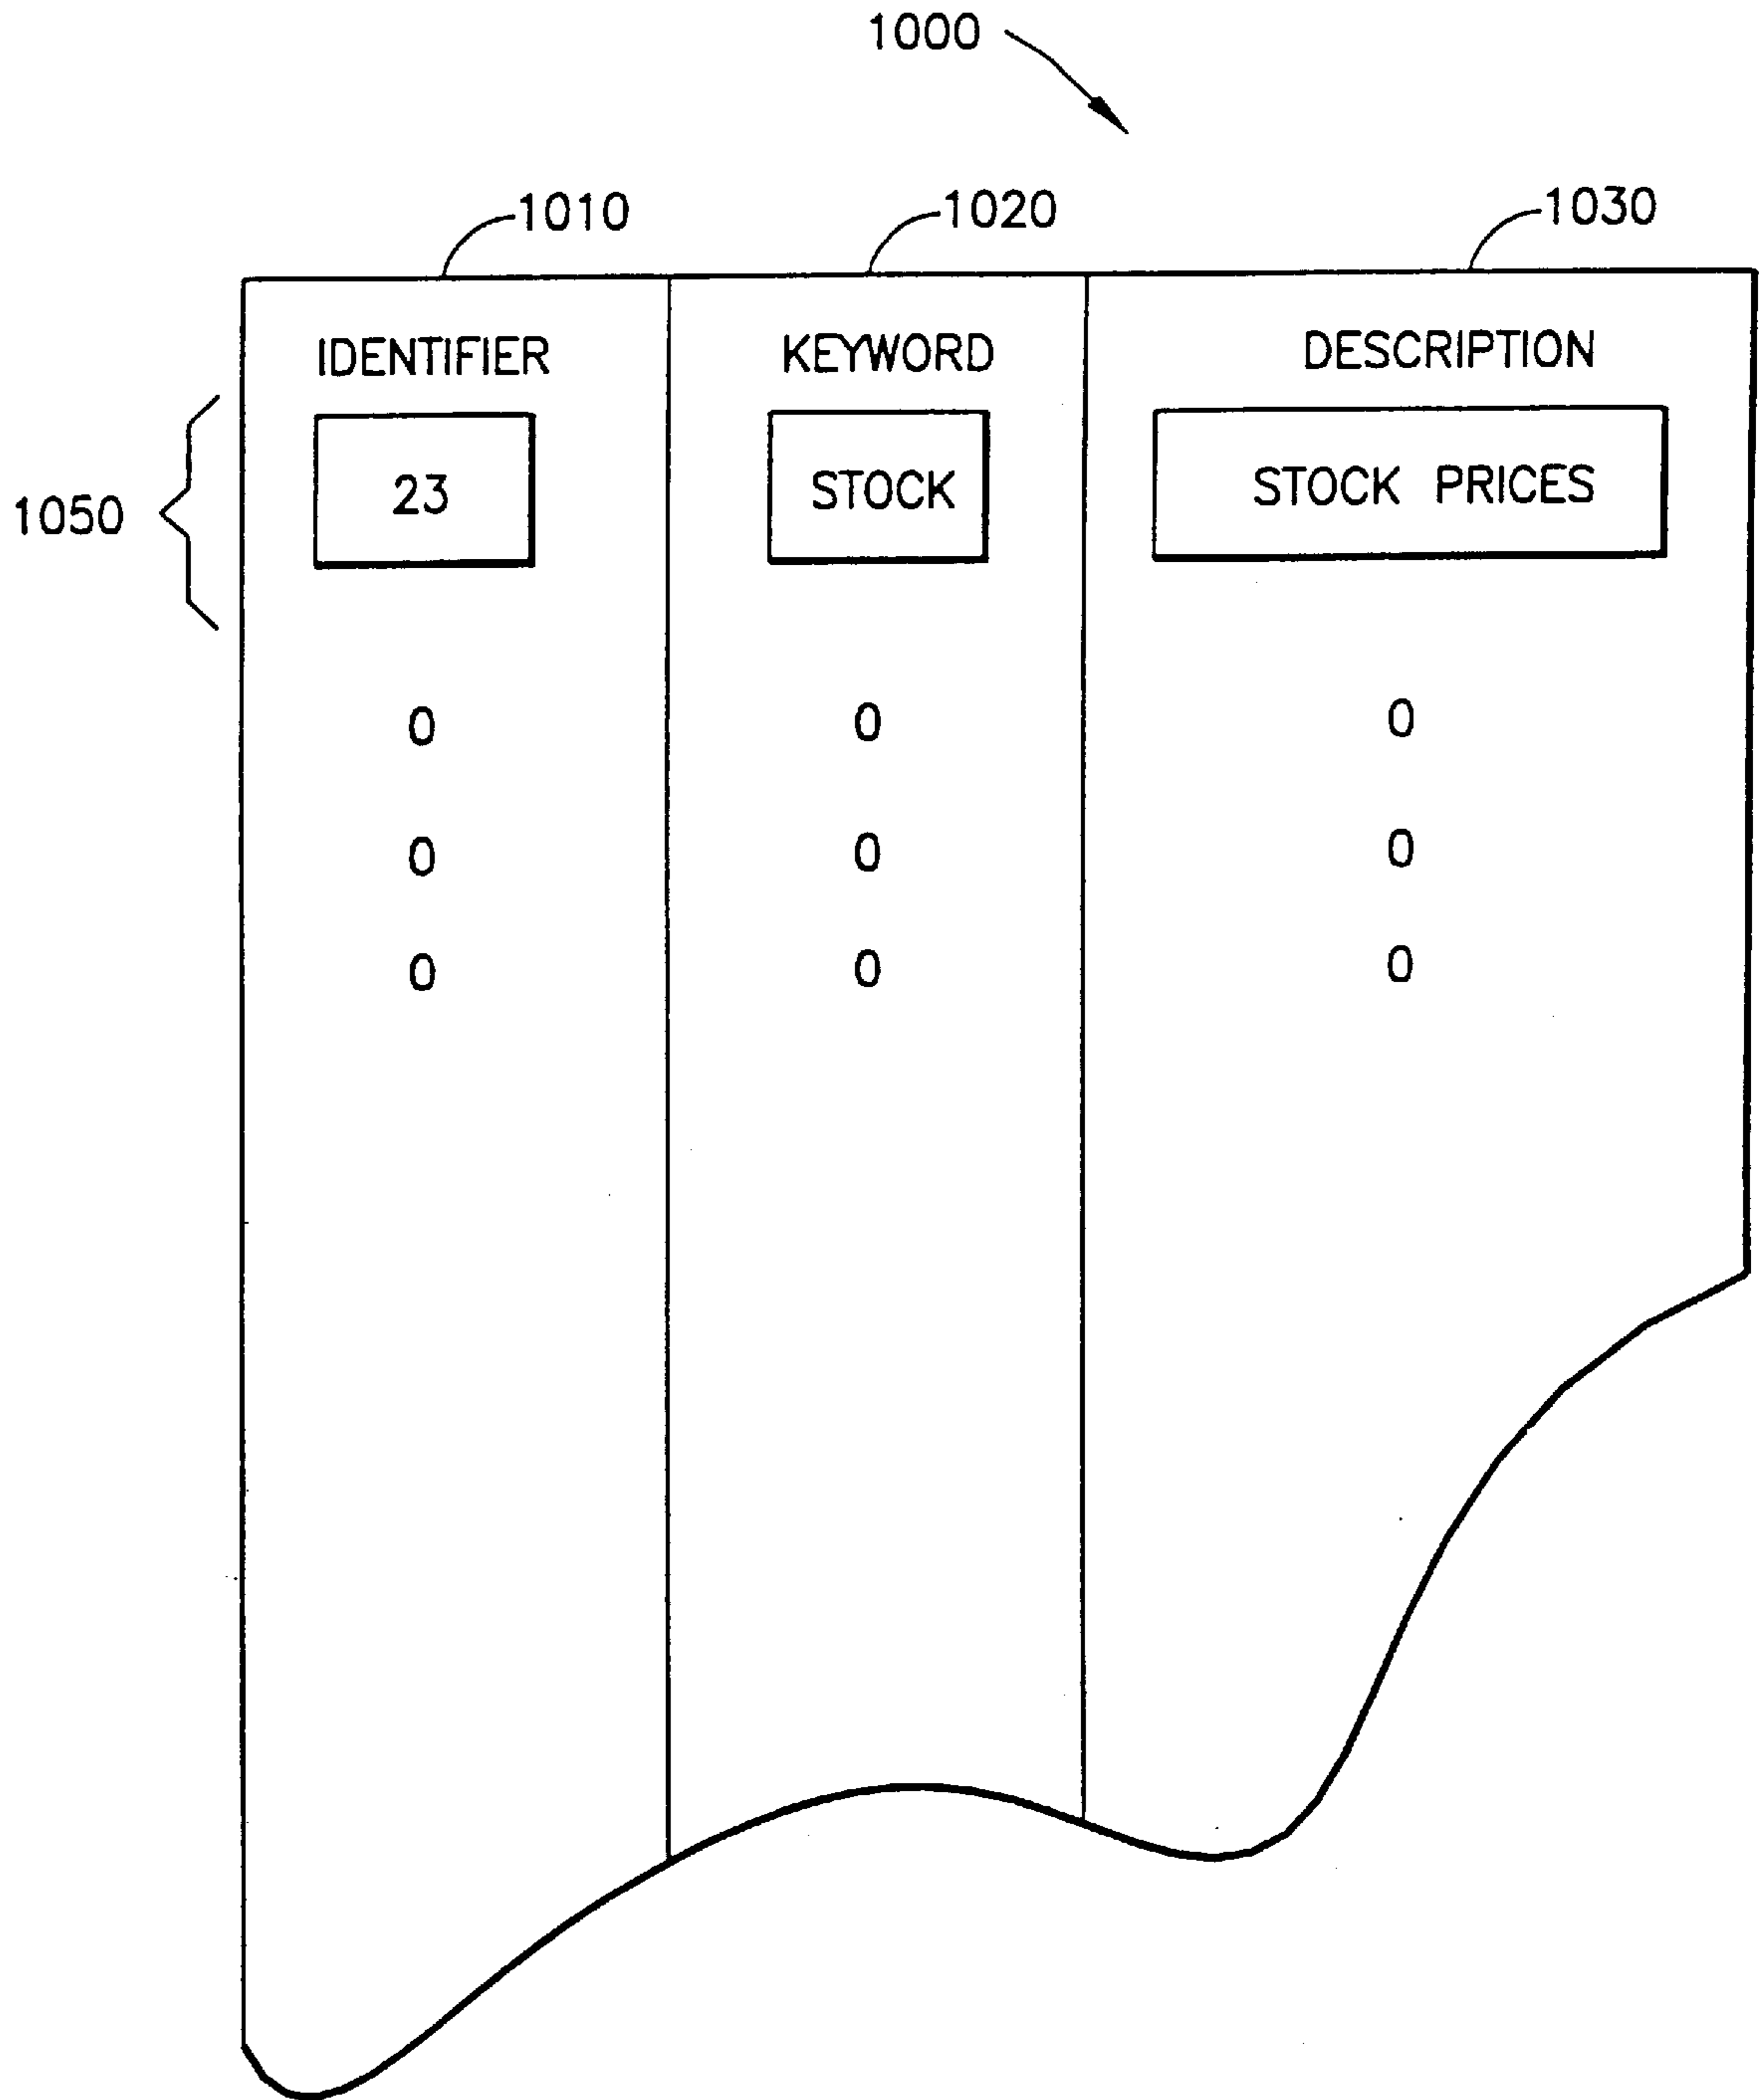 1000
1010 1020 1030
IDENTIFIER KEYWORD DESCRIPTION
1050 23 STOCK STOCK PRICES
0 0 0
0 0 0
0 0 0